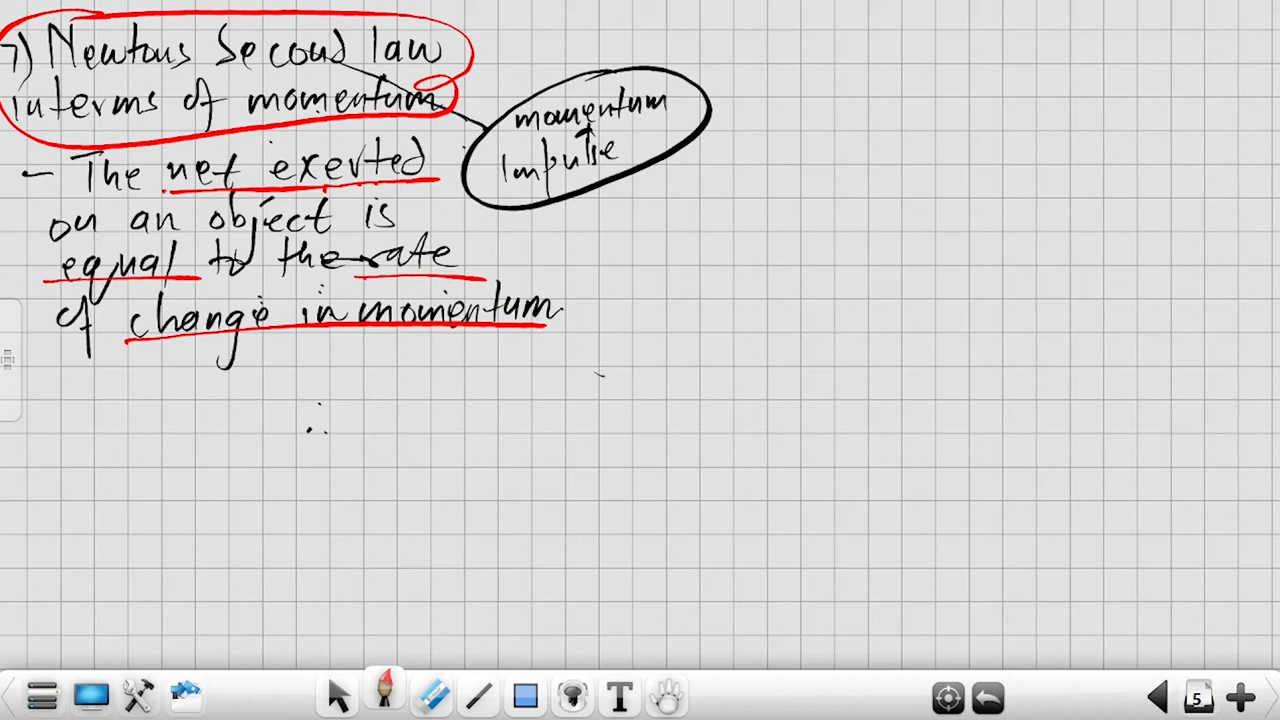 7) Newtons Second law
interms of momentum
momentum
impulse
- The net exerted
on an object is
equal to the rate
of change in momentum
∴
T
5